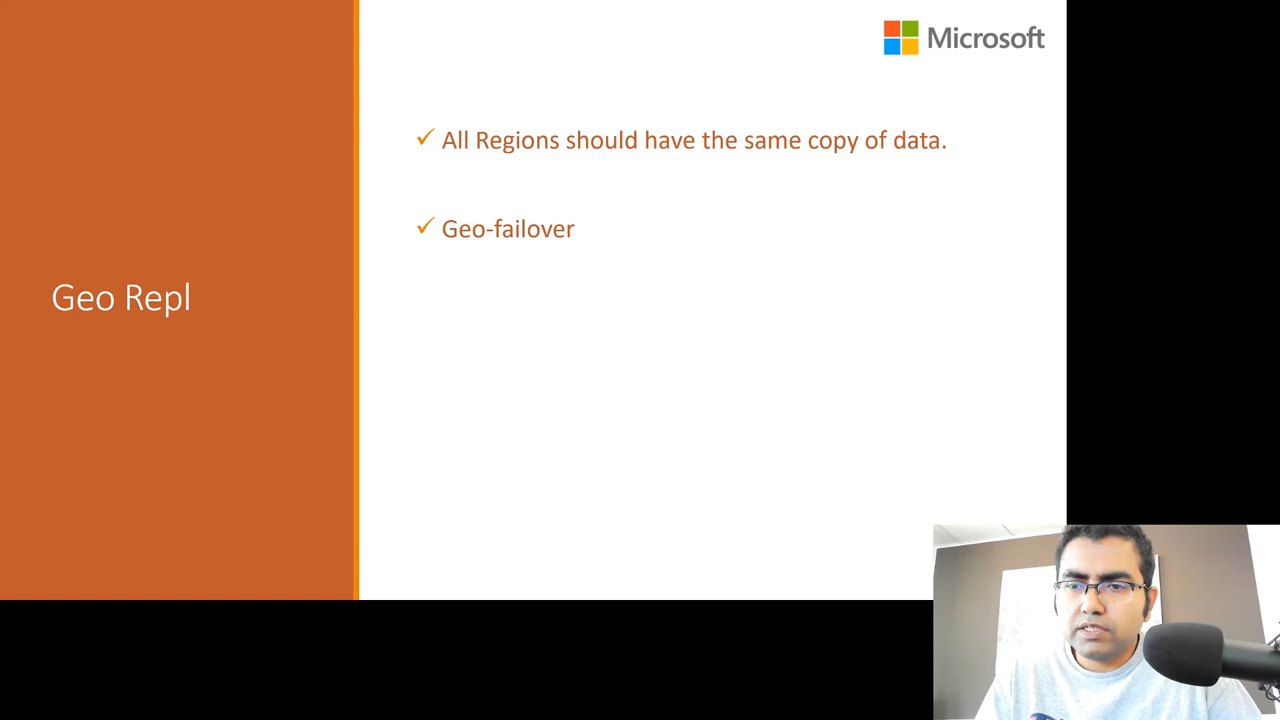 Microsoft
✓ All Regions should have the same copy of data.
✓ Geo-failover
Geo Repl